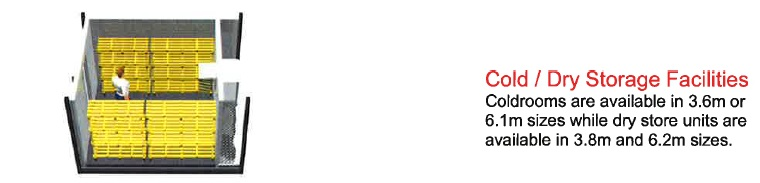 Cold / Dry Storage Facilities
Coldrooms are available in 3.6m or
6.1m sizes while dry store units are
available in 3.8m and 6.2m sizes.